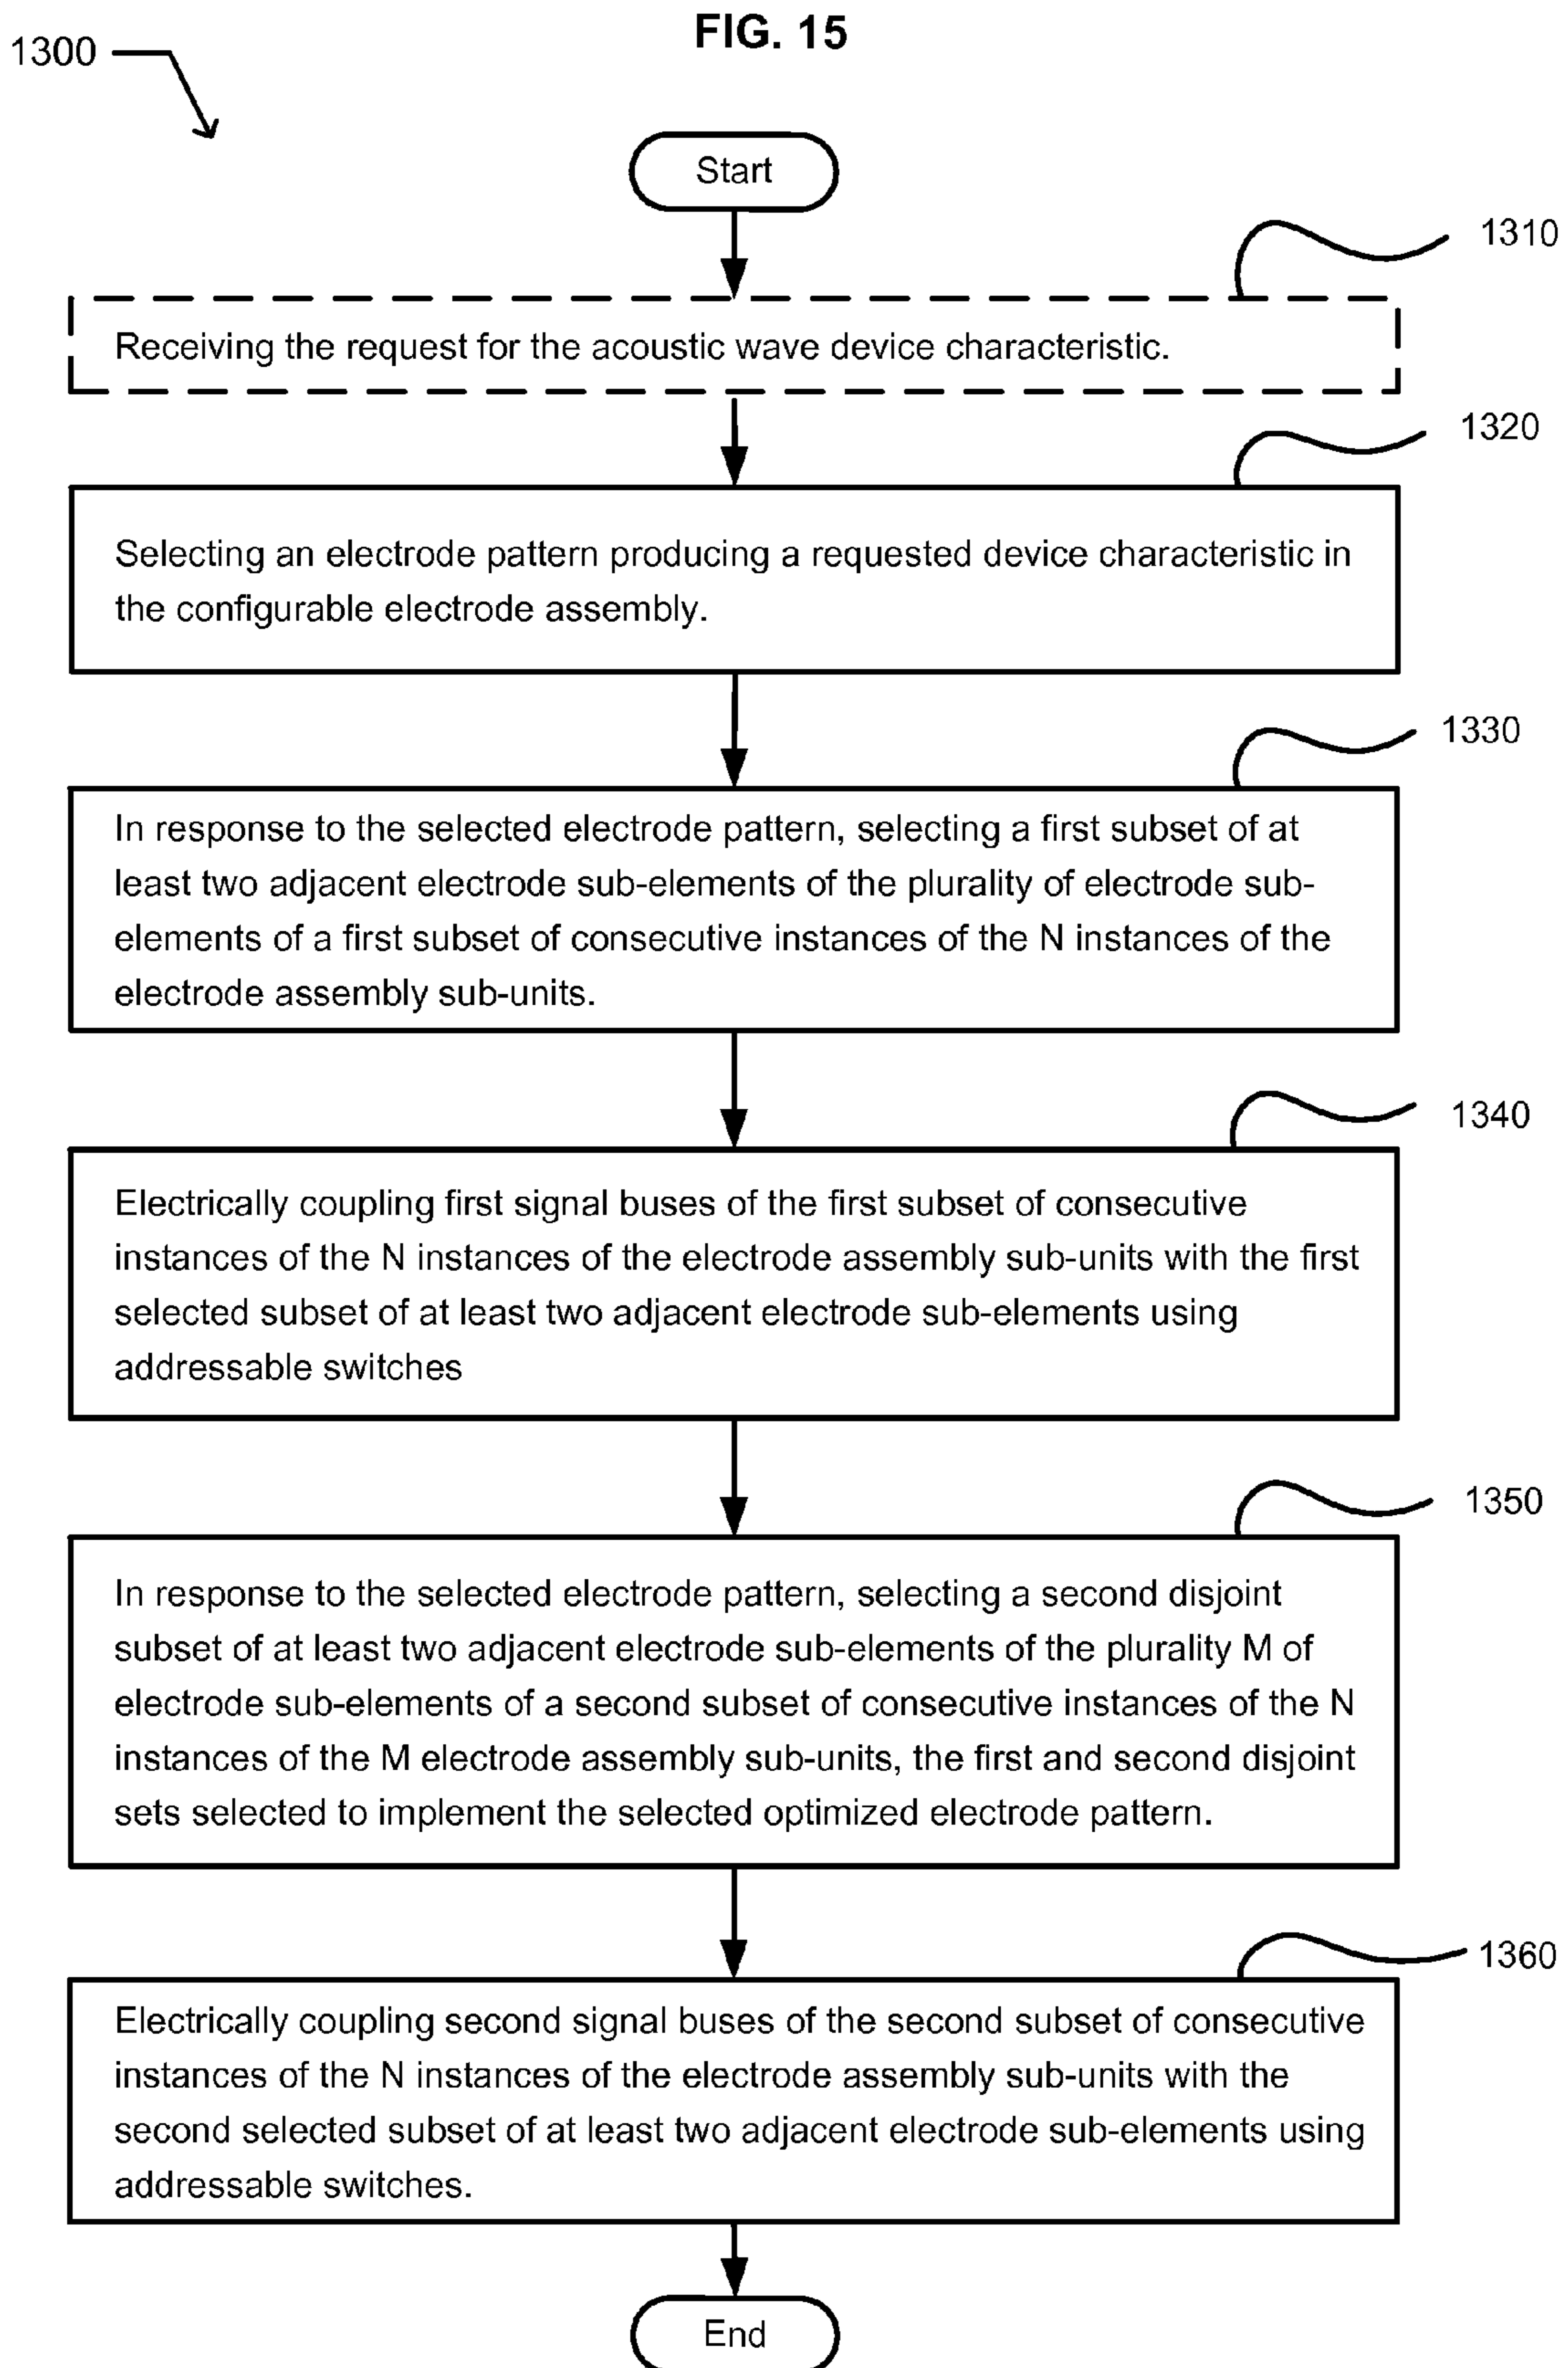 FIG. 15
1300
Start
1310
Receiving the request for the acoustic wave device characteristic.
1320
Selecting an electrode pattern producing a requested device characteristic in
the configurable electrode assembly.
1330
In response to the selected electrode pattern, selecting a first subset of at
least two adjacent electrode sub-elements of the plurality of electrode sub-
elements of a first subset of consecutive instances of the N instances of the
electrode assembly sub-units.
1340
Electrically coupling first signal buses of the first subset of consecutive
instances of the N instances of the electrode assembly sub-units with the first
selected subset of at least two adjacent electrode sub-elements using
addressable switches
1350
In response to the selected electrode pattern, selecting a second disjoint
subset of at least two adjacent electrode sub-elements of the plurality M of
electrode sub-elements of a second subset of consecutive instances of the N
instances of the M electrode assembly sub-units, the first and second disjoint
sets selected to implement the selected optimized electrode pattern.
1360
Electrically coupling second signal buses of the second subset of consecutive
instances of the N instances of the electrode assembly sub-units with the
second selected subset of at least two adjacent electrode sub-elements using
addressable switches.
End